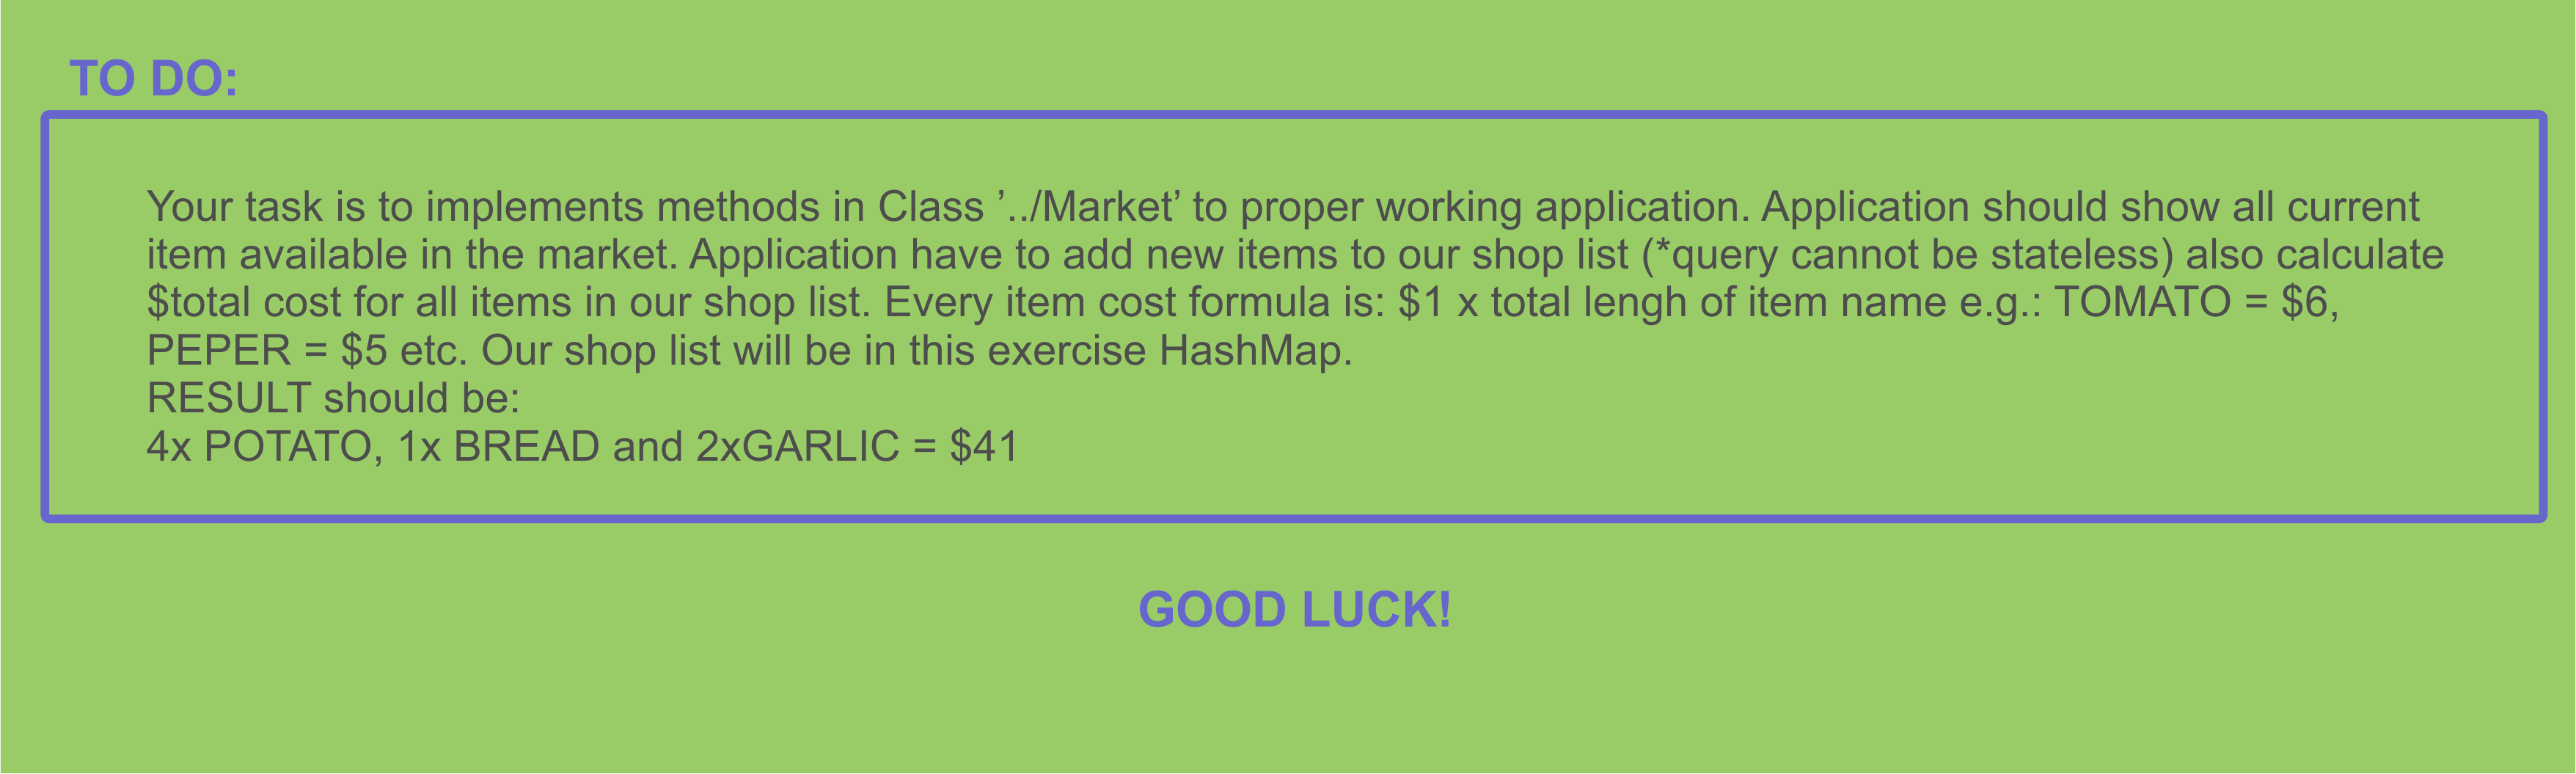 TO DO:
Your task is to implements methods in Class ’../Market’ to proper working application. Application should show all current
item available in the market. Application have to add new items to our shop list (*query cannot be stateless) also calculate
$total cost for all items in our shop list. Every item cost formula is: $1 x total lengh of item name e.g.: TOMATO = $6,
PEPER = $5 etc. Our shop list will be in this exercise HashMap.
RESULT should be:
4x POTATO, 1x BREAD and 2xGARLIC = $41
GOOD LUCK!